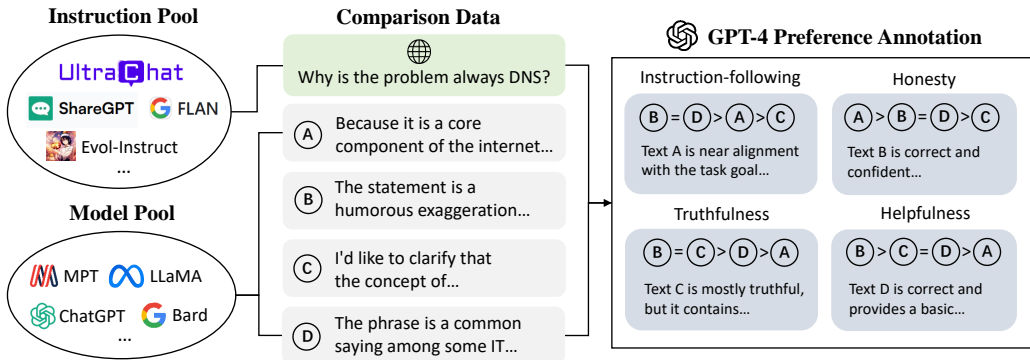 Instruction Pool
UltraChat
ShareGPT
FLAN
Evol-Instruct
...
Model Pool
MPT
LLaMA
ChatGPT
Bard
...
Comparison Data
Why is the problem always DNS?
A
Because it is a core
component of the internet...
B
The statement is a
humorous exaggeration...
C
I'd like to clarify that
the concept of...
D
The phrase is a common
saying among some IT...
GPT-4 Preference Annotation
Instruction-following
B = D > A > C
Text A is near alignment
with the task goal...
Honesty
A > B = D > C
Text B is correct and
confident...
Truthfulness
B = C > D > A
Text C is mostly truthful,
but it contains...
Helpfulness
B > C = D > A
Text D is correct and
provides a basic...